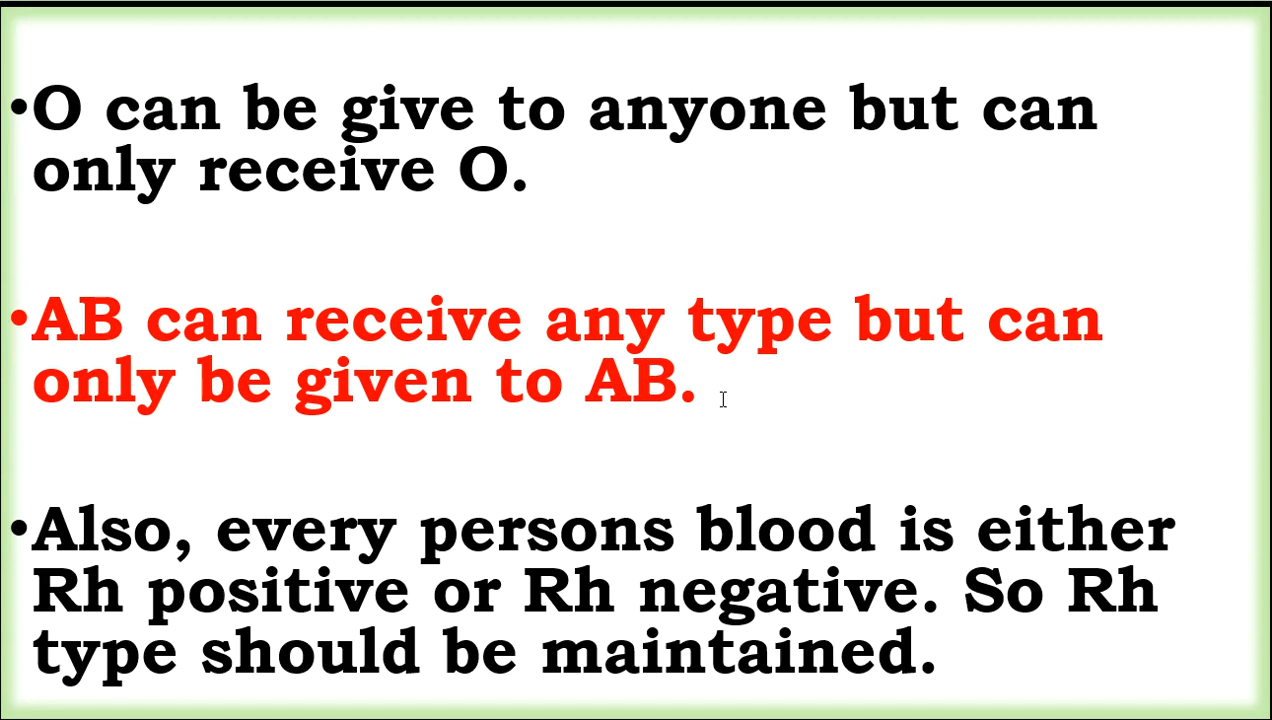 •O can be give to anyone but can
only receive O.
•AB can receive any type but can
only be given to AB.
•Also, every persons blood is either
Rh positive or Rh negative. So Rh
type should be maintained.